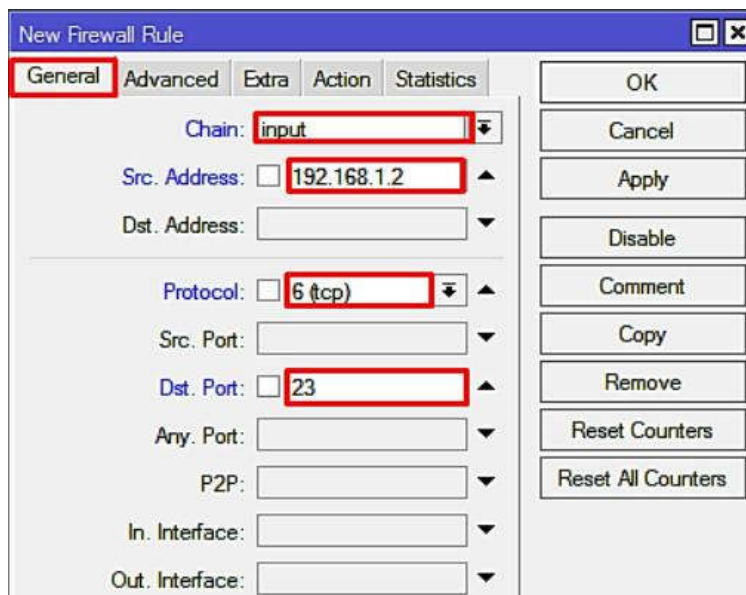 New Firewall Rule
General Advanced Extra Action Statistics
Chain: input
Src. Address: 192.168.1.2
Dst. Address:
Protocol: 6 (tcp)
Src. Port:
Dst. Port: 23
Any. Port:
P2P:
In. Interface:
Out. Interface:
OK
Cancel
Apply
Disable
Comment
Copy
Remove
Reset Counters
Reset All Counters